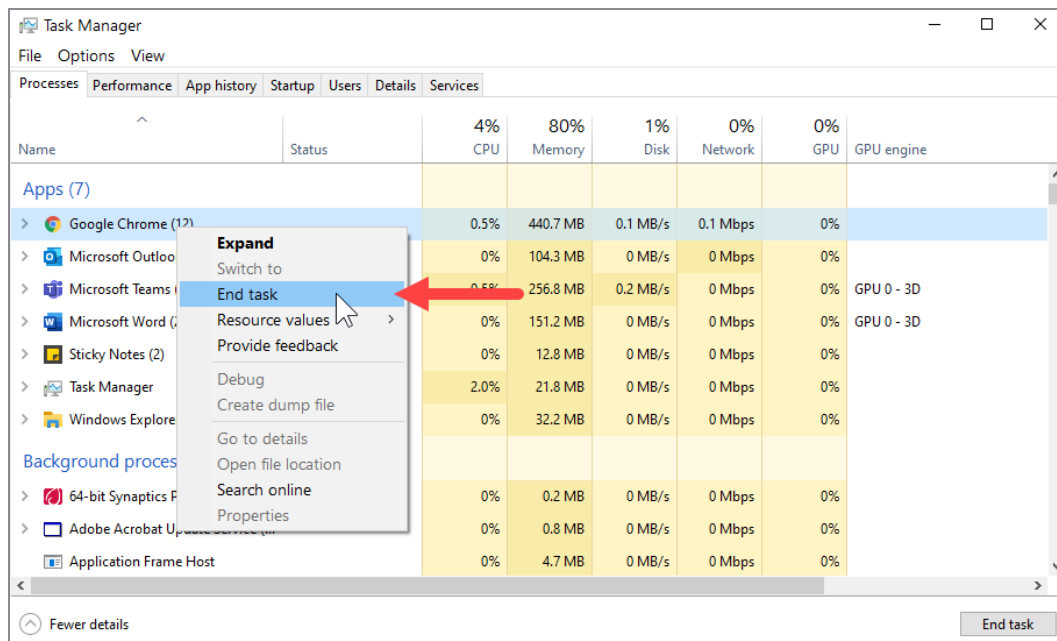 Task Manager
File Options View
Processes Performance App history Startup Users Details Services
4% 80% 1% 0% 0%
Name Status CPU Memory Disk Network GPU GPU engine
Apps (7)
Google Chrome (12) 0.5% 440.7 MB 0.1 MB/s 0.1 Mbps 0%
Expand
Microsoft Outloo 0% 104.3 MB 0 MB/s 0 Mbps 0%
Switch to
Microsoft Teams ( 0.5% 256.8 MB 0.2 MB/s 0 Mbps 0% GPU 0 - 3D
End task
Microsoft Word (2 0% 151.2 MB 0 MB/s 0 Mbps 0% GPU 0 - 3D
Resource values
Provide feedback
Sticky Notes (2) 0% 12.8 MB 0 MB/s 0 Mbps 0%
Debug
Task Manager 2.0% 21.8 MB 0 MB/s 0 Mbps 0%
Create dump file
Windows Explore 0% 32.2 MB 0 MB/s 0 Mbps 0%
Go to details
Background proces
Open file location
64-bit Synaptics P 0% 0.2 MB 0 MB/s 0 Mbps 0%
Search online
Properties
Adobe Acrobat Update Service (... 0% 0.8 MB 0 MB/s 0 Mbps 0%
Application Frame Host 0% 4.7 MB 0 MB/s 0 Mbps 0%
Fewer details End task